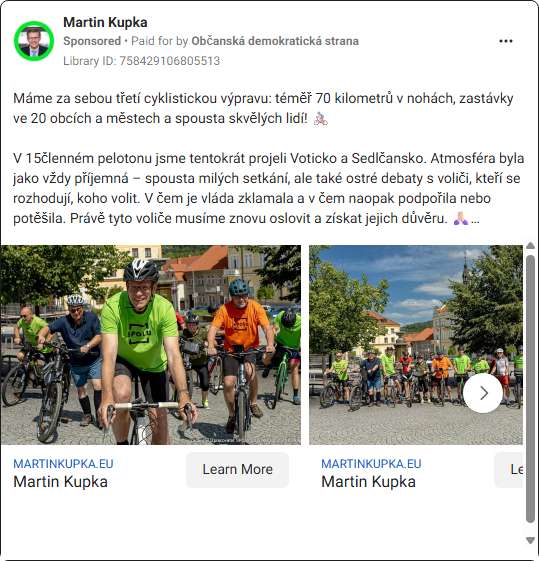 Martin Kupka
Sponsored • Paid for by Občanská demokratická strana
Library ID: 758429106805513
Máme za sebou třetí cyklistickou výpravu: téměř 70 kilometrů v nohách, zastávky
ve 20 obcích a městech a spousta skvělých lidí! 🚴
V 15členném pelotonu jsme tentokrát projeli Voticko a Sedlčansko. Atmosféra byla
jako vždy příjemná – spousta milých setkání, ale také ostré debaty s voliči, kteří se
rozhodují, koho volit. V čem je vláda zklamala a v čem naopak podpořila nebo
potěšila. Právě tyto voliče musíme znovu oslovit a získat jejich důvěru. 🙏...
SPOLU
MARTINKUPKA.EU
Martin Kupka
Learn More
MARTINKUPKA.EU
Martin Kupka
Le